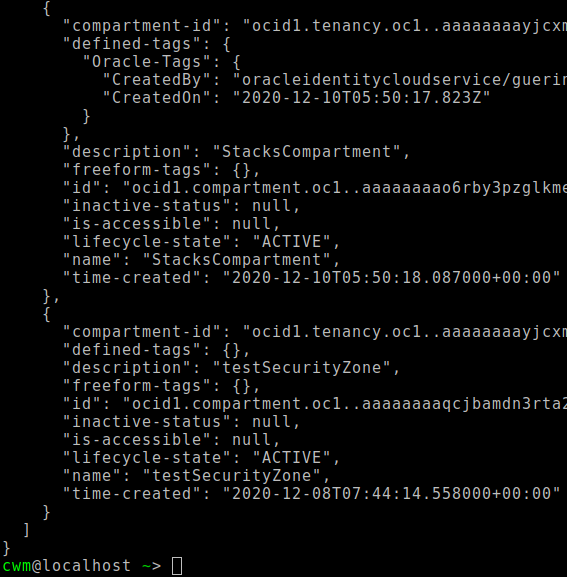 {
      "compartment-id": "ocid1.tenancy.oc1..aaaaaaaayjcxm
      "defined-tags": {
        "Oracle-Tags": {
          "CreatedBy": "oracleidentitycloudservice/guerin
          "CreatedOn": "2020-12-10T05:50:17.823Z"
        }
      },
      "description": "StacksCompartment",
      "freeform-tags": {},
      "id": "ocid1.compartment.oc1..aaaaaaaao6rby3pzglkme
      "inactive-status": null,
      "is-accessible": null,
      "lifecycle-state": "ACTIVE",
      "name": "StacksCompartment",
      "time-created": "2020-12-10T05:50:18.087000+00:00"
    },
    {
      "compartment-id": "ocid1.tenancy.oc1..aaaaaaaayjcxm
      "defined-tags": {},
      "description": "testSecurityZone",
      "freeform-tags": {},
      "id": "ocid1.compartment.oc1..aaaaaaaaqcjbamdn3rta2
      "inactive-status": null,
      "is-accessible": null,
      "lifecycle-state": "ACTIVE",
      "name": "testSecurityZone",
      "time-created": "2020-12-08T07:44:14.558000+00:00"
    }
  ]
}
cwm@localhost ~>